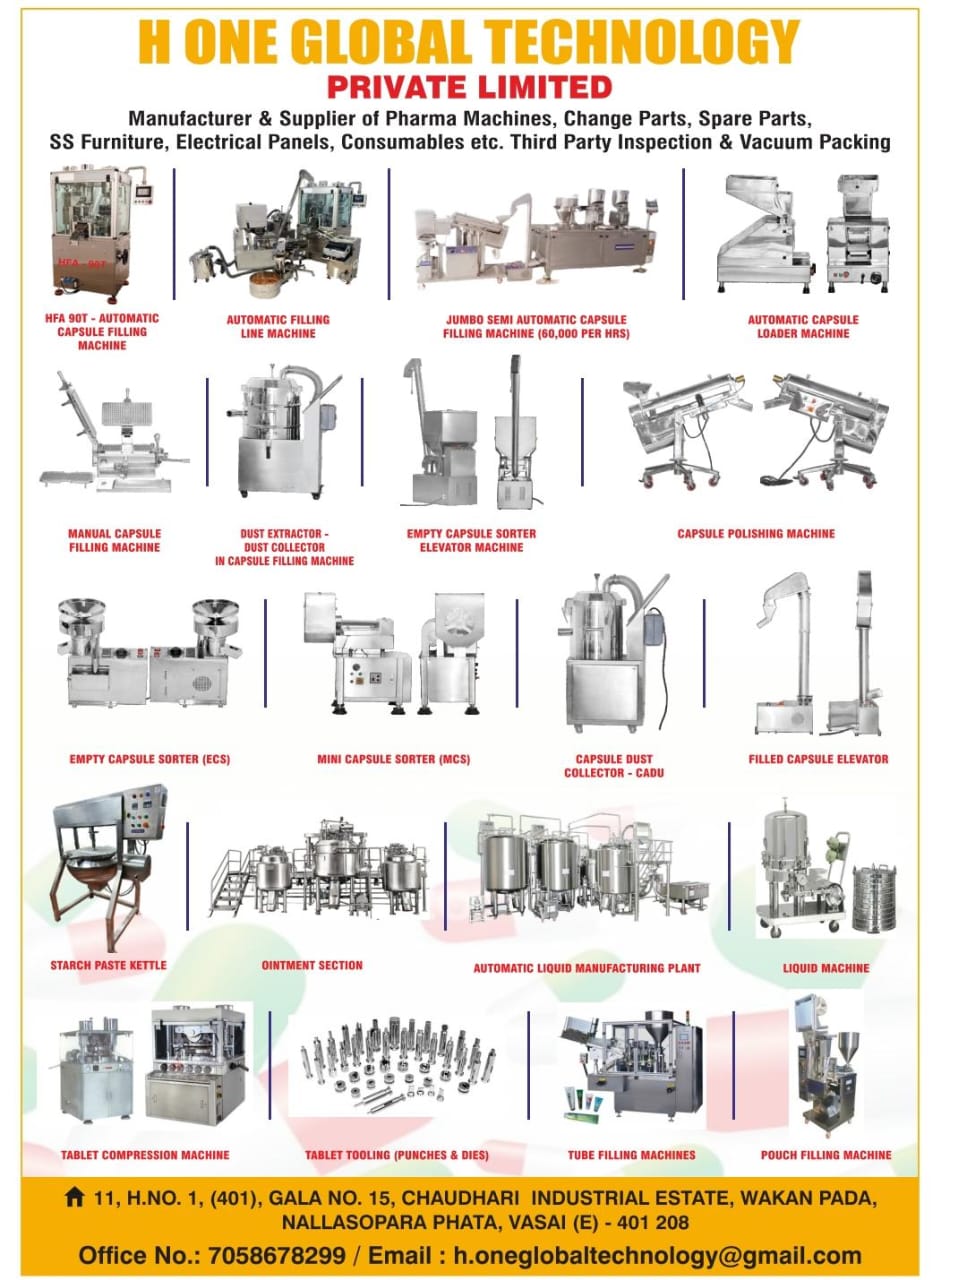 H ONE GLOBAL TECHNOLOGY
PRIVATE LIMITED
Manufacturer & Supplier of Pharma Machines, Change Parts, Spare Parts,
SS Furniture, Electrical Panels, Consumables etc. Third Party Inspection & Vacuum Packing
HFA - 90T
HFA 90T - AUTOMATIC
CAPSULE FILLING
MACHINE
AUTOMATIC FILLING
LINE MACHINE
JUMBO SEMI AUTOMATIC CAPSULE
FILLING MACHINE (60,000 PER HRS)
AUTOMATIC CAPSULE
LOADER MACHINE
MANUAL CAPSULE
FILLING MACHINE
DUST EXTRACTOR -
DUST COLLECTOR
IN CAPSULE FILLING MACHINE
EMPTY CAPSULE SORTER
ELEVATOR MACHINE
CAPSULE POLISHING MACHINE
EMPTY CAPSULE SORTER (ECS)
MINI CAPSULE SORTER (MCS)
CAPSULE DUST
COLLECTOR - CADU
FILLED CAPSULE ELEVATOR
STARCH PASTE KETTLE
OINTMENT SECTION
AUTOMATIC LIQUID MANUFACTURING PLANT
LIQUID MACHINE
TABLET COMPRESSION MACHINE
TABLET TOOLING (PUNCHES & DIES)
TUBE FILLING MACHINES
POUCH FILLING MACHINE
11, H.NO. 1, (401), GALA NO. 15, CHAUDHARI INDUSTRIAL ESTATE, WAKAN PADA,
NALLASOPARA PHATA, VASAI (E) - 401 208
Office No.: 7058678299 / Email : h.oneglobaltechnology@gmail.com